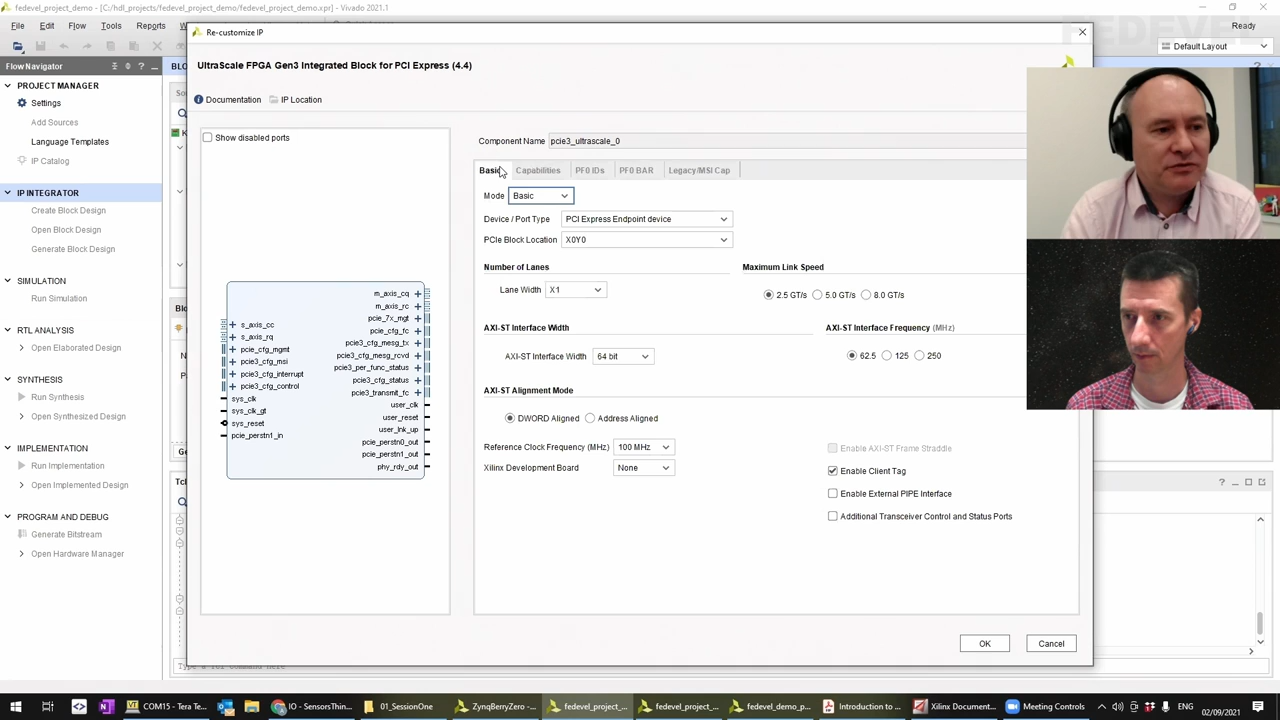 fedevel_project_demo - [C:/hdl_projects/fedevel_project_demo/fedevel_project_demo.xpr] - Vivado 2021.1
File Edit Flow Tools Reports
Ready
FEDEVEL
Default Layout
Flow Navigator
PROJECT MANAGER
Settings
Add Sources
Language Templates
IP Catalog
IP INTEGRATOR
Create Block Design
Open Block Design
Generate Block Design
SIMULATION
Run Simulation
RTL ANALYSIS
Open Elaborated Design
SYNTHESIS
Run Synthesis
Open Synthesized Design
IMPLEMENTATION
Run Implementation
Open Implemented Design
PROGRAM AND DEBUG
Generate Bitstream
Open Hardware Manager
Re-customize IP
UltraScale FPGA Gen3 Integrated Block for PCI Express (4.4)
Documentation IP Location
Show disabled ports
s_axis_cc
s_axis_rq
pcie_cfg_mgmt
pcie3_cfg_msi
pcie3_cfg_interrupt
pcie3_cfg_control
sys_clk
sys_clk_gt
sys_reset
pcie_perstn1_in
m_axis_cq
m_axis_rc
pcie_7x_mgt
pcie_cfg_fc
pcie3_cfg_mesg_tx
pcie3_cfg_mesg_rcvd
pcie3_per_func_status
pcie3_cfg_status
pcie3_transmit_fc
user_clk
user_reset
user_lnk_up
pcie_perstn0_out
pcie_perstn1_out
phy_rdy_out
Component Name pcie3_ultrascale_0
Basic Capabilities PF0 IDs PF0 BAR Legacy/MSI Cap
Mode Basic
Device / Port Type PCI Express Endpoint device
PCIe Block Location X0Y0
Number of Lanes Maximum Link Speed
Lane Width X1 2.5 GT/s 5.0 GT/s 8.0 GT/s
AXI-ST Interface Width AXI-ST Interface Frequency (MHz)
AXI-ST Interface Width 64 bit 62.5 125 250
AXI-ST Alignment Mode
DWORD Aligned Address Aligned
Reference Clock Frequency (MHz) 100 MHz Enable AXI-ST Frame Straddle
Xilinx Development Board None Enable Client Tag
Enable External PIPE Interface
Additional Transceiver Control and Status Ports
OK Cancel
COM15 - Tera Te... IO - SensorsThin... 01_SessionOne ZynqBerryZero - ... fedevel_project_... fedevel_project_... fedevel_demo_p... Introduction to ... Xilinx Document... ENG 02/09/2021